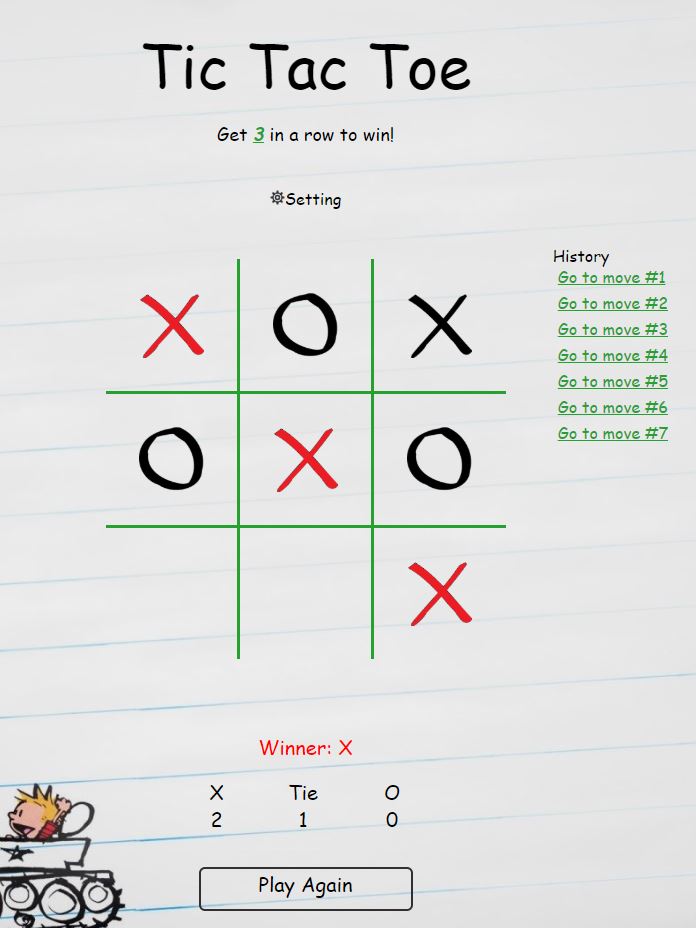 Tic Tac Toe
Get 3 in a row to win!
Setting
History
Go to move #1
Go to move #2
Go to move #3
Go to move #4
Go to move #5
Go to move #6
Go to move #7
X O X
O X O
X
Winner: X
X Tie O
2 1 0
Play Again